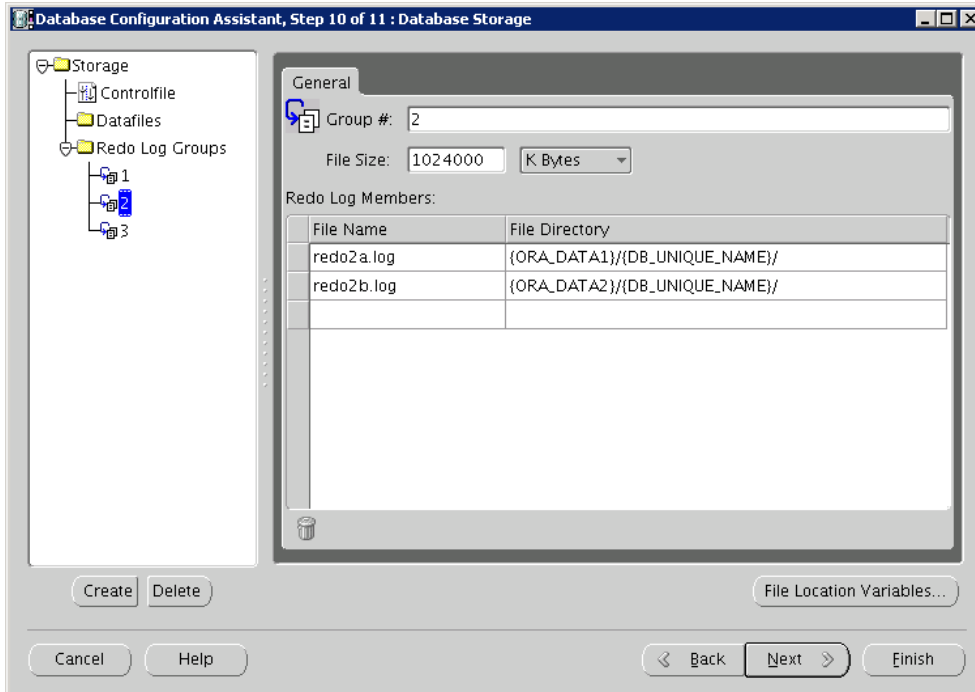 Database Configuration Assistant, Step 10 of 11 : Database Storage
Storage
Controlfile
Datafiles
Redo Log Groups
1
2
3
General
Group #: 2
File Size: 1024000 K Bytes
Redo Log Members:
File Name File Directory
redo2a.log {ORA_DATA1}/{DB_UNIQUE_NAME}/
redo2b.log {ORA_DATA2}/{DB_UNIQUE_NAME}/
Create Delete File Location Variables...
Cancel Help Back Next Finish